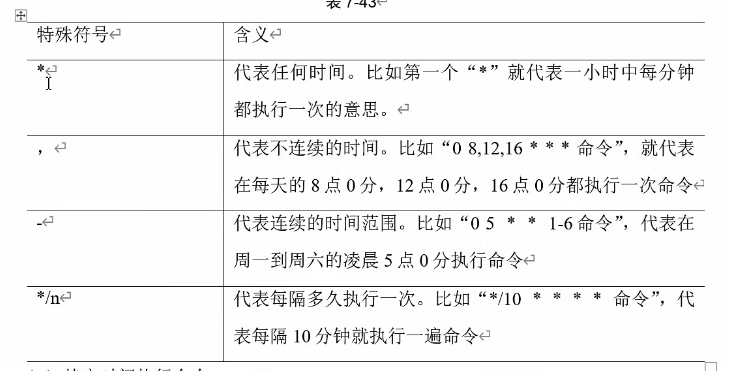 表 7-43
特殊符号 含义
* 代表任何时间。比如第一个“*”就代表一小时中每分钟
都执行一次的意思。
， 代表不连续的时间。比如“0 8,12,16 * * * 命令”，就代表
在每天的 8 点 0 分，12 点 0 分，16 点 0 分都执行一次命令
- 代表连续的时间范围。比如“0 5 * * 1-6 命令”，代表在
周一到周六的凌晨 5 点 0 分执行命令
*/n 代表每隔多久执行一次。比如“*/10 * * * * 命令”，代
表每隔 10 分钟就执行一遍命令